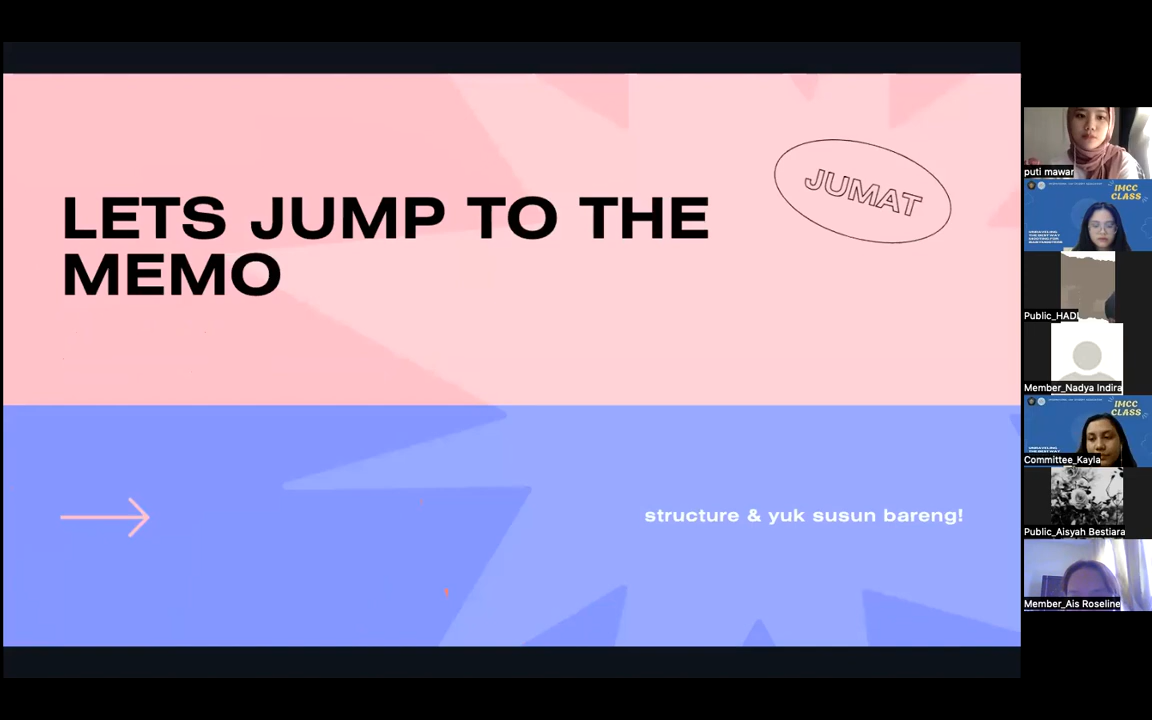 LETS JUMP TO THE
MEMO
JUMAT
structure & yuk susun bareng!
puti mawar
IMCC
CLASS
Public_HADI
Member_Nadya Indira
IMCC
CLASS
Committee_Kayla
Public_Aisyah Bestiara
Member_Ais Roseline